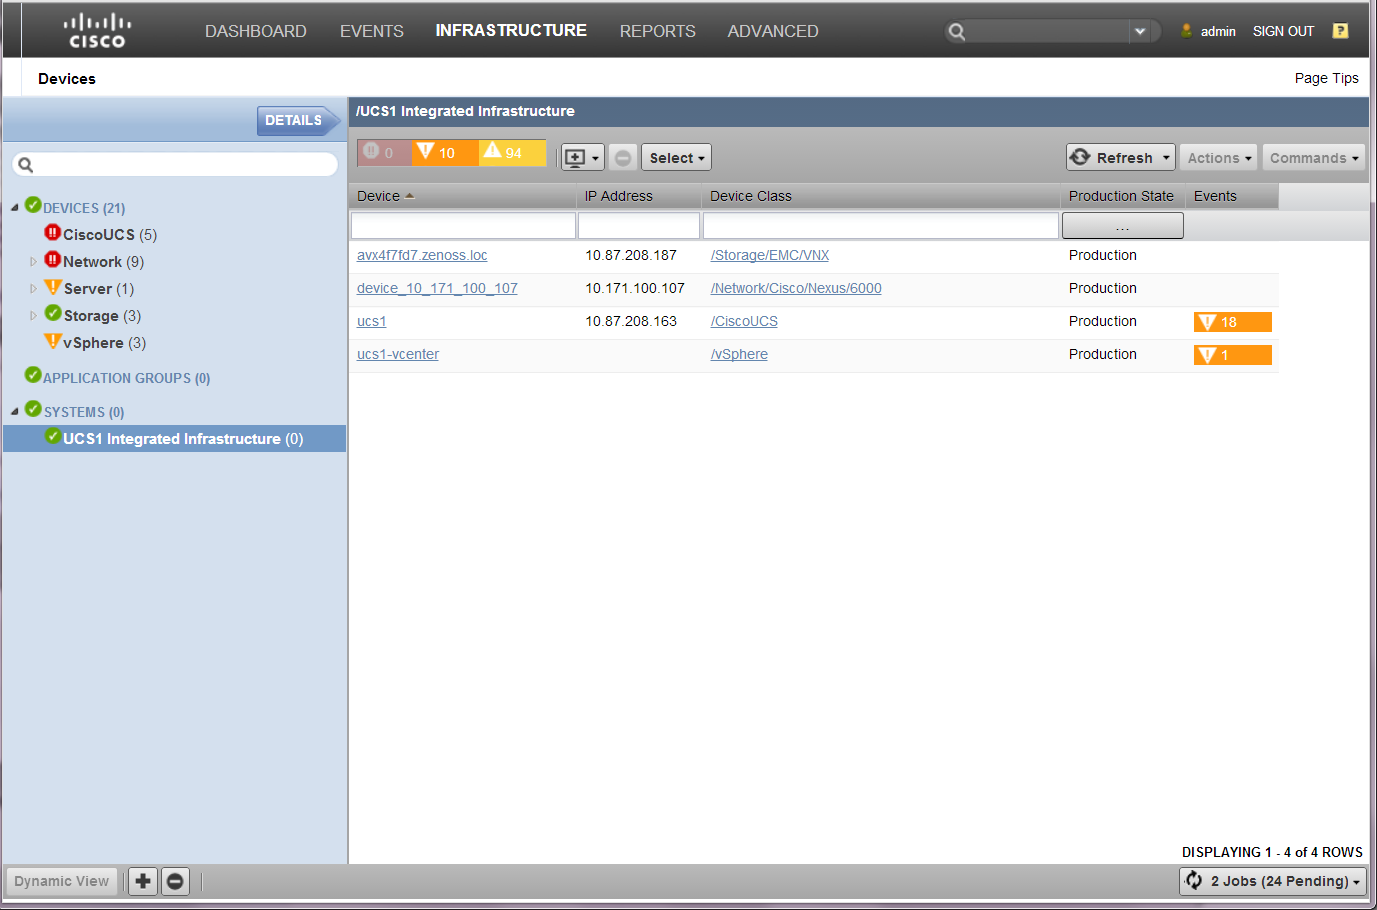 CISCO DASHBOARD EVENTS INFRASTRUCTURE REPORTS ADVANCED admin SIGN OUT ?
Devices Page Tips
DETAILS
/UCS1 Integrated Infrastructure
0 10 94 Select Refresh Actions Commands
Device IP Address Device Class Production State Events
...
avx4f7fd7.zenoss.loc 10.87.208.187 /Storage/EMC/VNX Production
device_10_171_100_107 10.171.100.107 /Network/Cisco/Nexus/6000 Production
ucs1 10.87.208.163 /CiscoUCS Production 18
ucs1-vcenter /vSphere Production 1
DEVICES (21)
CiscoUCS (5)
Network (9)
Server (1)
Storage (3)
vSphere (3)
APPLICATION GROUPS (0)
SYSTEMS (0)
UCS1 Integrated Infrastructure (0)
DISPLAYING 1 - 4 of 4 ROWS
Dynamic View 2 Jobs (24 Pending)